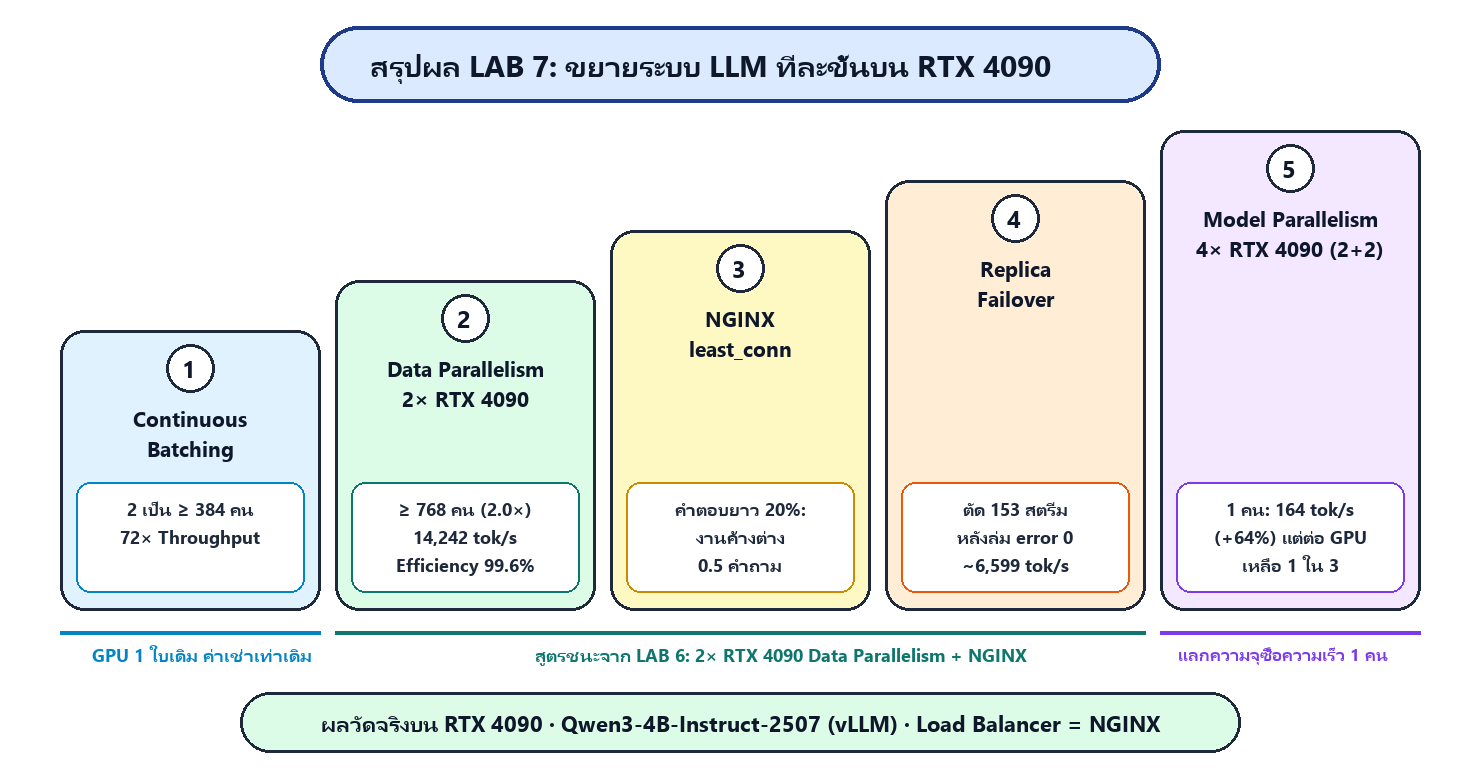 สรุปผล LAB 7: ขยายระบบ LLM ทีละขั้นบน RTX 4090
1
Continuous
Batching
2 เป็น ≥ 384 คน
72× Throughput
2
Data Parallelism
2× RTX 4090
≥ 768 คน (2.0×)
14,242 tok/s
Efficiency 99.6%
3
NGINX
least_conn
คำตอบยาว 20%:
งานค้างต่าง
0.5 คำถาม
4
Replica
Failover
ตัด 153 สตรีม
หลังล่ม error 0
~6,599 tok/s
5
Model Parallelism
4× RTX 4090 (2+2)
1 คน: 164 tok/s
(+64%) แต่ต่อ GPU
เหลือ 1 ใน 3
GPU 1 ใบเดิม ค่าเช่าเท่าเดิม
สูตรชนะจาก LAB 6: 2× RTX 4090 Data Parallelism + NGINX
แลกความจุซื้อความเร็ว 1 คน
ผลวัดจริงบน RTX 4090 · Qwen3-4B-Instruct-2507 (vLLM) · Load Balancer = NGINX